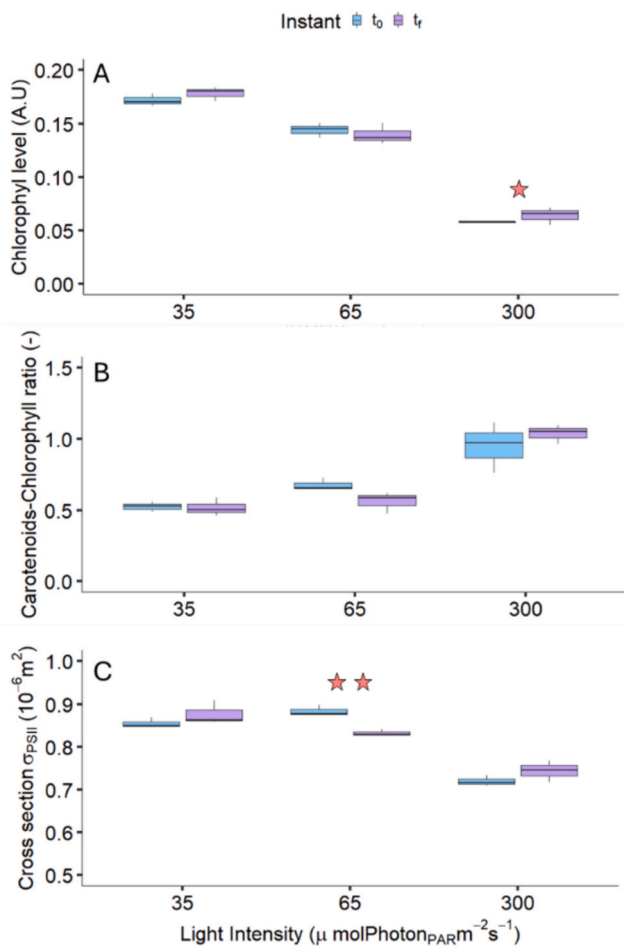 Instant t₀ t_f
A
Chlorophyll level (A.U)
0.20
0.15
0.10
0.05
0.00
35 65 300
B
Carotenoids-Chlorophyll ratio (-)
1.5
1.0
0.5
0.0
35 65 300
C
Cross section σPSII (10⁻⁶m²)
1.0
0.9
0.8
0.7
0.6
0.5
35 65 300
Light Intensity (μ molPhotonPARm⁻²s⁻¹)